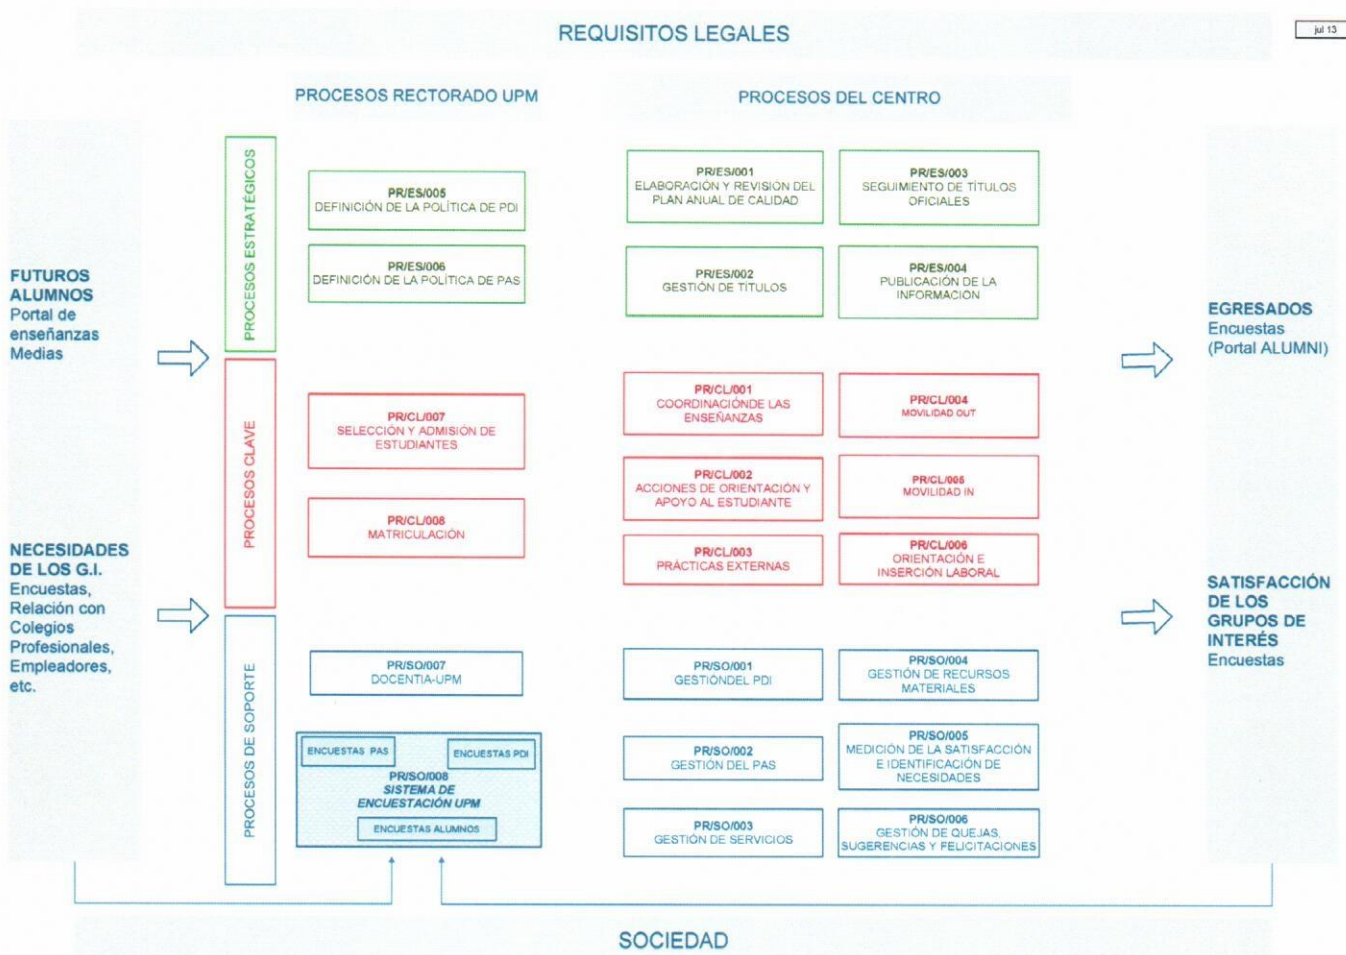 REQUISITOS LEGALES
jul 13
PROCESOS RECTORADO UPM
PROCESOS DEL CENTRO
FUTUROS
ALUMNOS
Portal de
enseñanzas
Medias
NECESIDADES
DE LOS G.I.
Encuestas,
Relación con
Colegios
Profesionales,
Empleadores,
etc.
PROCESOS ESTRATÉGICOS
PR/ES/005
DEFINICIÓN DE LA POLÍTICA DE PDI
PR/ES/006
DEFINICIÓN DE LA POLÍTICA DE PAS
PR/ES/001
ELABORACIÓN Y REVISIÓN DEL
PLAN ANUAL DE CALIDAD
PR/ES/003
SEGUIMIENTO DE TÍTULOS
OFICIALES
PR/ES/002
GESTIÓN DE TÍTULOS
PR/ES/004
PUBLICACIÓN DE LA
INFORMACIÓN
PROCESOS CLAVE
PR/CL/007
SELECCIÓN Y ADMISIÓN DE
ESTUDIANTES
PR/CL/008
MATRICULACIÓN
PR/CL/001
COORDINACIÓNDE LAS
ENSEÑANZAS
PR/CL/004
MOVILIDAD OUT
PR/CL/002
ACCIONES DE ORIENTACIÓN Y
APOYO AL ESTUDIANTE
PR/CL/005
MOVILIDAD IN
PR/CL/003
PRÁCTICAS EXTERNAS
PR/CL/006
ORIENTACIÓN E
INSERCIÓN LABORAL
PROCESOS DE SOPORTE
PR/SO/007
DOCENTIA-UPM
ENCUESTAS PAS
ENCUESTAS PDI
PR/SO/008
SISTEMA DE
ENCUESTACIÓN UPM
ENCUESTAS ALUMNOS
PR/SO/001
GESTIÓNDEL PDI
PR/SO/004
GESTIÓN DE RECURSOS
MATERIALES
PR/SO/002
GESTIÓN DEL PAS
PR/SO/005
MEDICIÓN DE LA SATISFACCIÓN
E IDENTIFICACIÓN DE
NECESIDADES
PR/SO/003
GESTIÓN DE SERVICIOS
PR/SO/006
GESTIÓN DE QUEJAS,
SUGERENCIAS Y FELICITACIONES
EGRESADOS
Encuestas
(Portal ALUMNI)
SATISFACCIÓN
DE LOS
GRUPOS DE
INTERÉS
Encuestas
SOCIEDAD